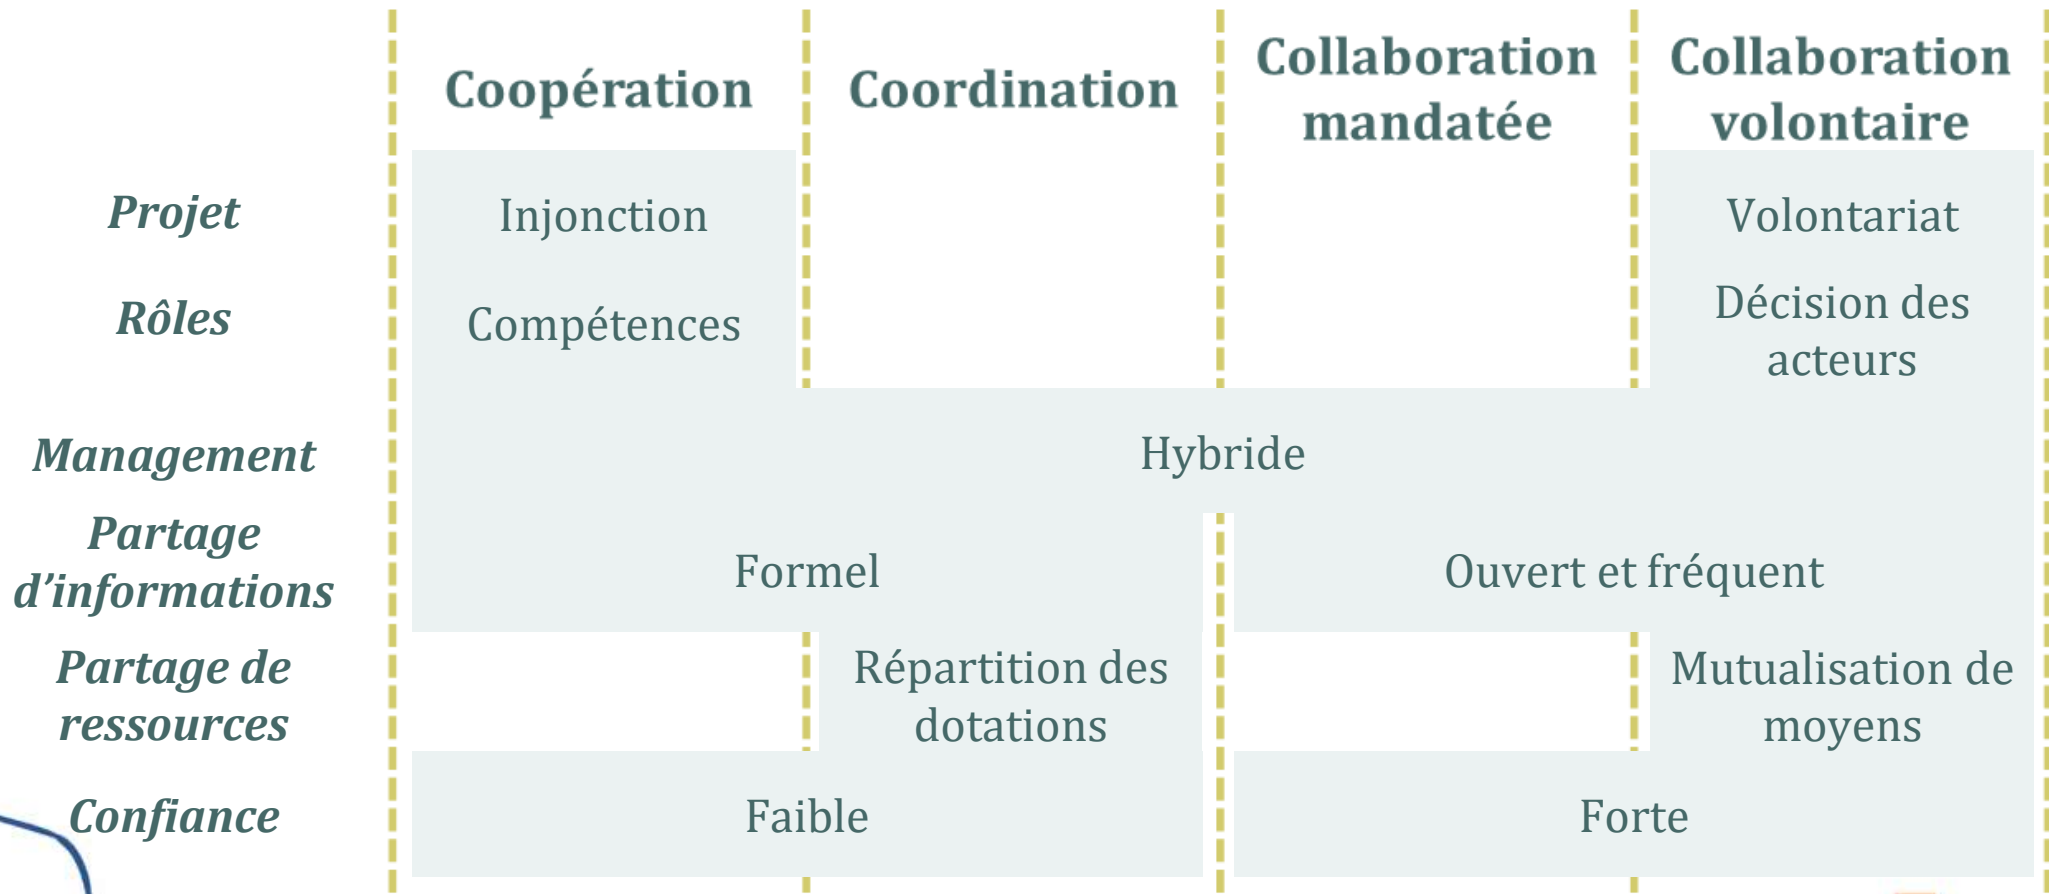 Coopération
Coordination
Collaboration
mandatée
Collaboration
volontaire
Projet
Injonction
Volontariat
Rôles
Compétences
Décision des
acteurs
Management
Hybride
Partage
d’informations
Formel
Ouvert et fréquent
Partage de
ressources
Répartition des
dotations
Mutualisation de
moyens
Confiance
Faible
Forte